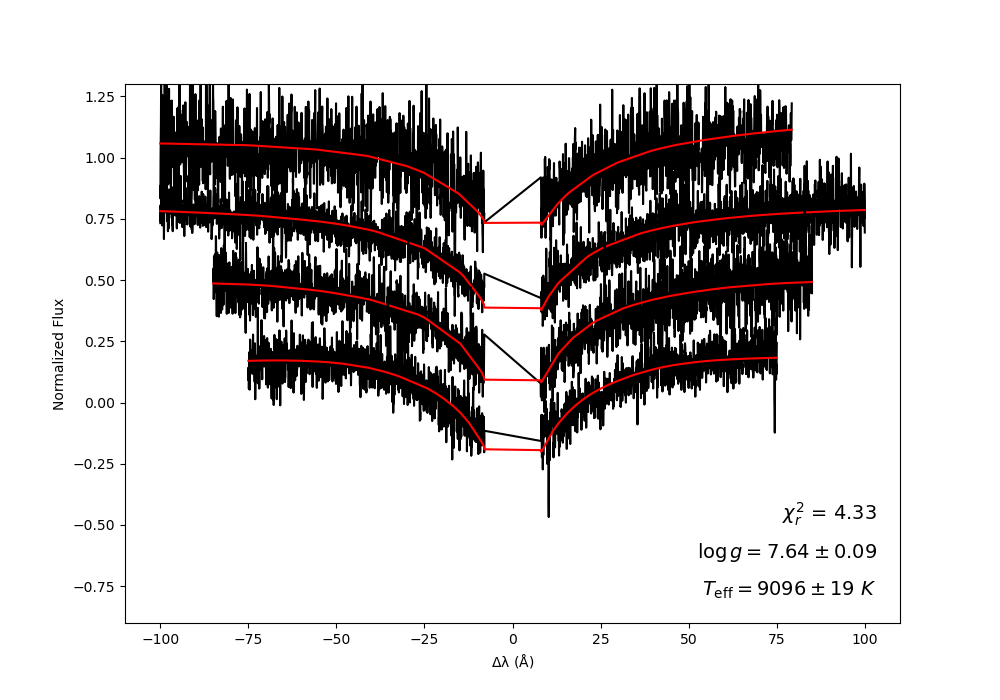 1.25
1.00
0.75
0.50
0.25
0.00
−0.25
−0.50
−0.75
Normalized Flux
χ²ᵣ = 4.33
log g = 7.64 ± 0.09
T_eff = 9096 ± 19 K
−100 −75 −50 −25 0 25 50 75 100
Δλ (Å)